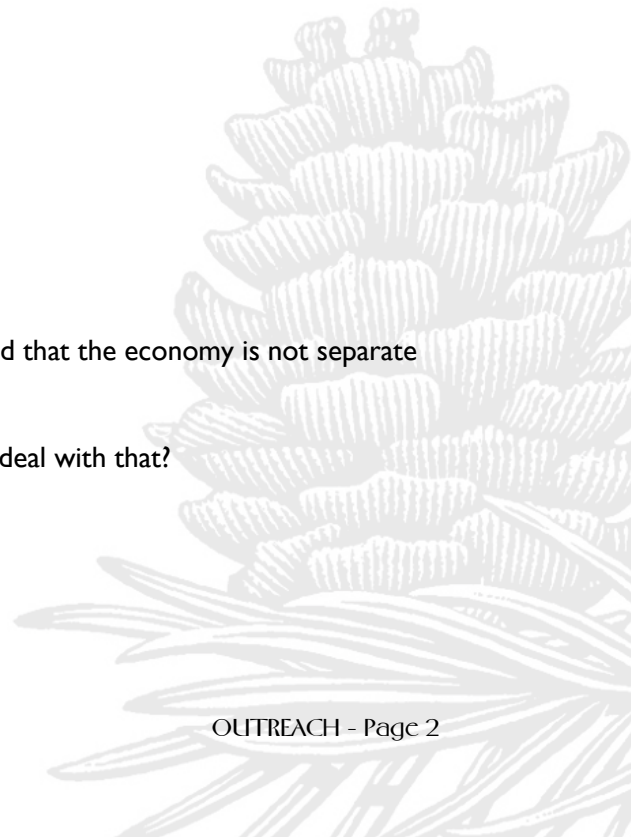 d that the economy is not separate
deal with that?
OUTREACH - Page 2